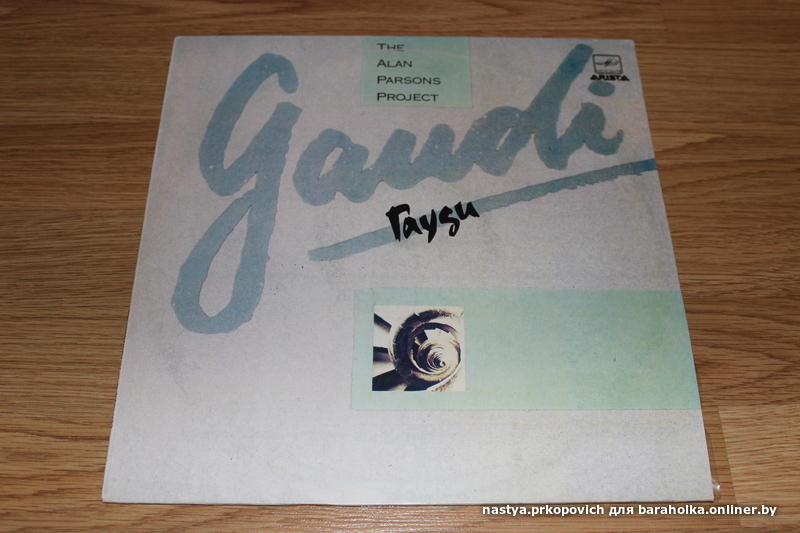 THE
ALAN
PARSONS
PROJECT
gaudi
Гауди
ARISTA
nastya.prkopovich для baraholka.onliner.by